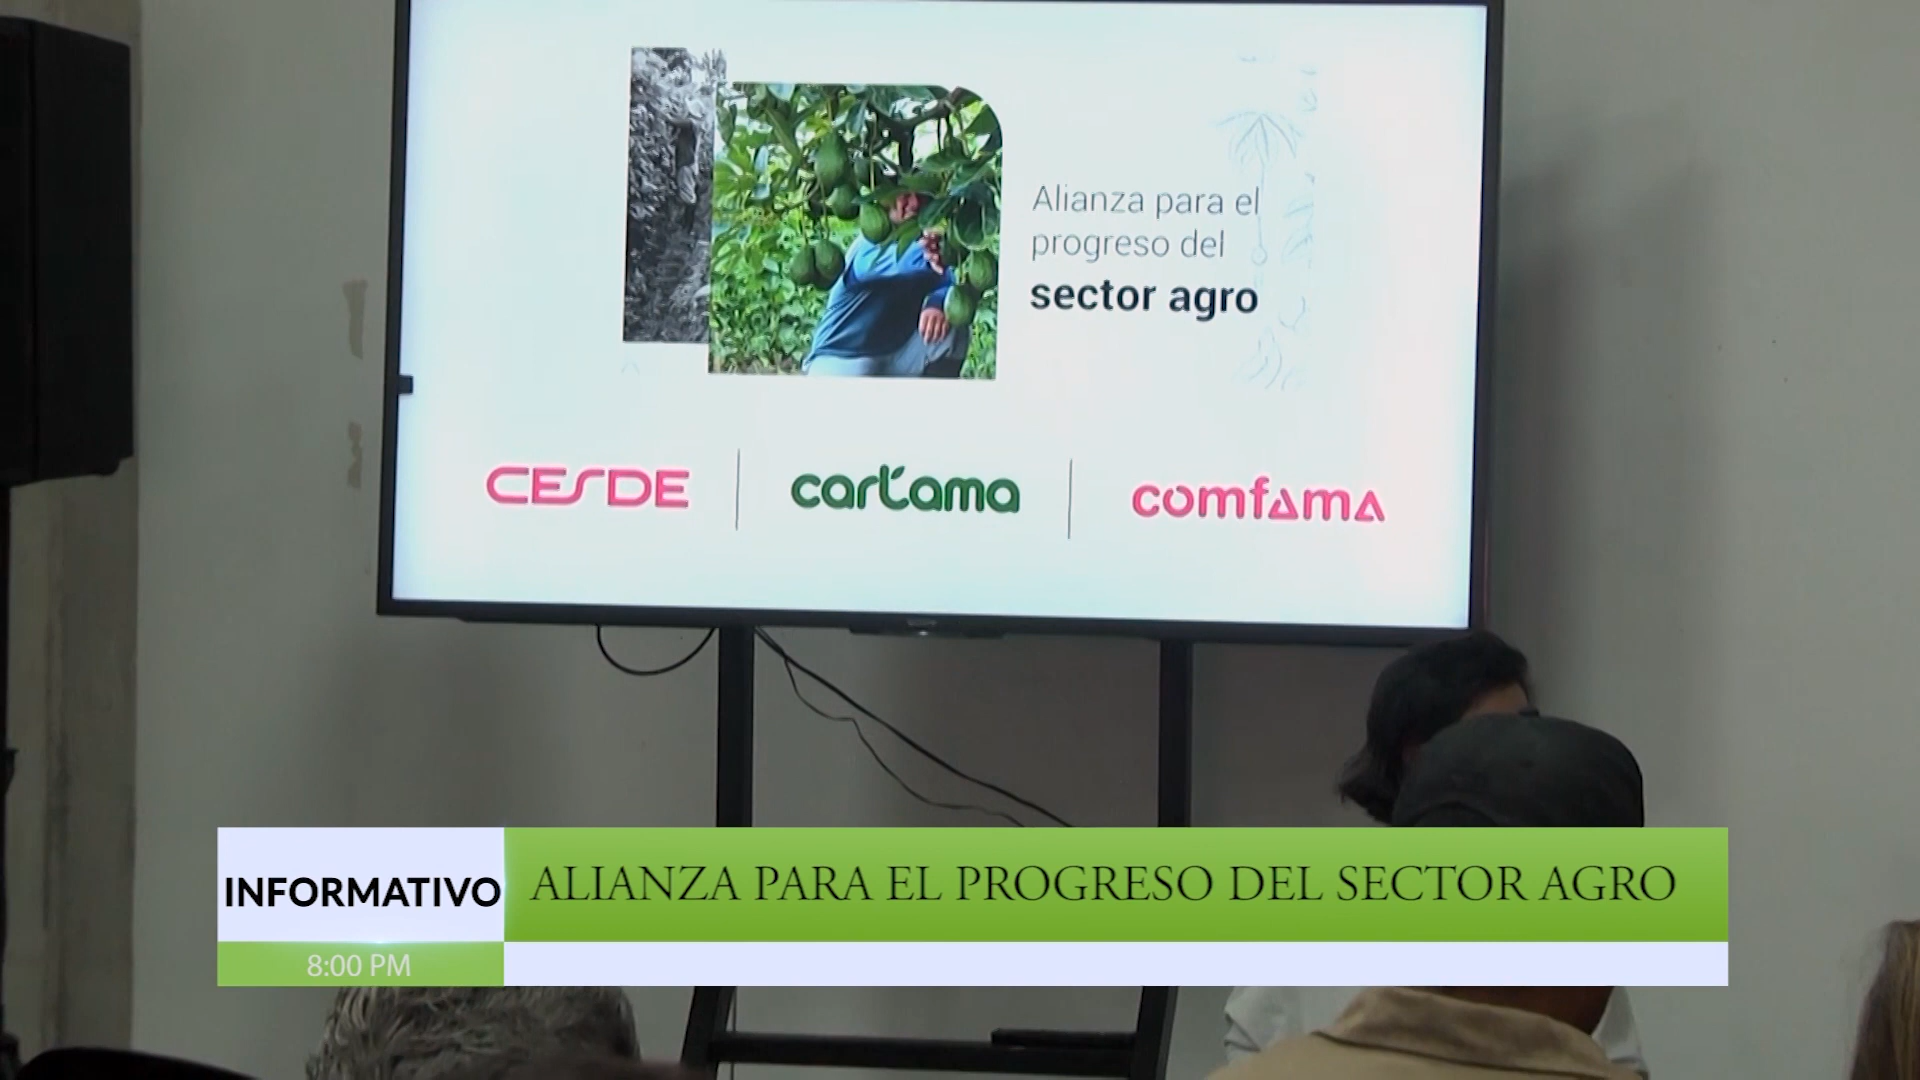 Alianza para el
progreso del
sector agro
CESDE
cartama
comfama
INFORMATIVO
ALIANZA PARA EL PROGRESO DEL SECTOR AGRO
8:00 PM